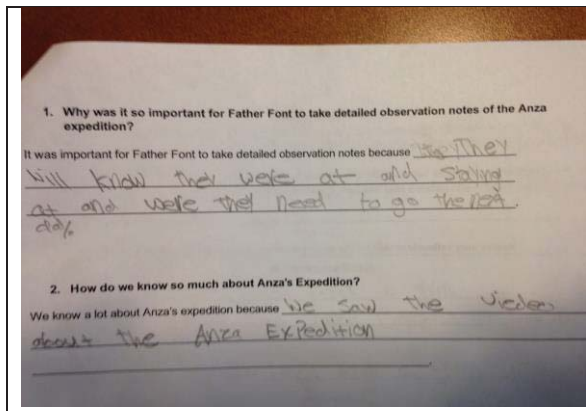 1. Why was it so important for Father Font to take detailed observation notes of the Anza
expedition?
It was important for Father Font to take detailed observation notes because They
will know they were at and staying
at and were they need to go the next
day.
2. How do we know so much about Anza's Expedition?
We know a lot about Anza's expedition because We saw the viedeo
about the Anza Expedition